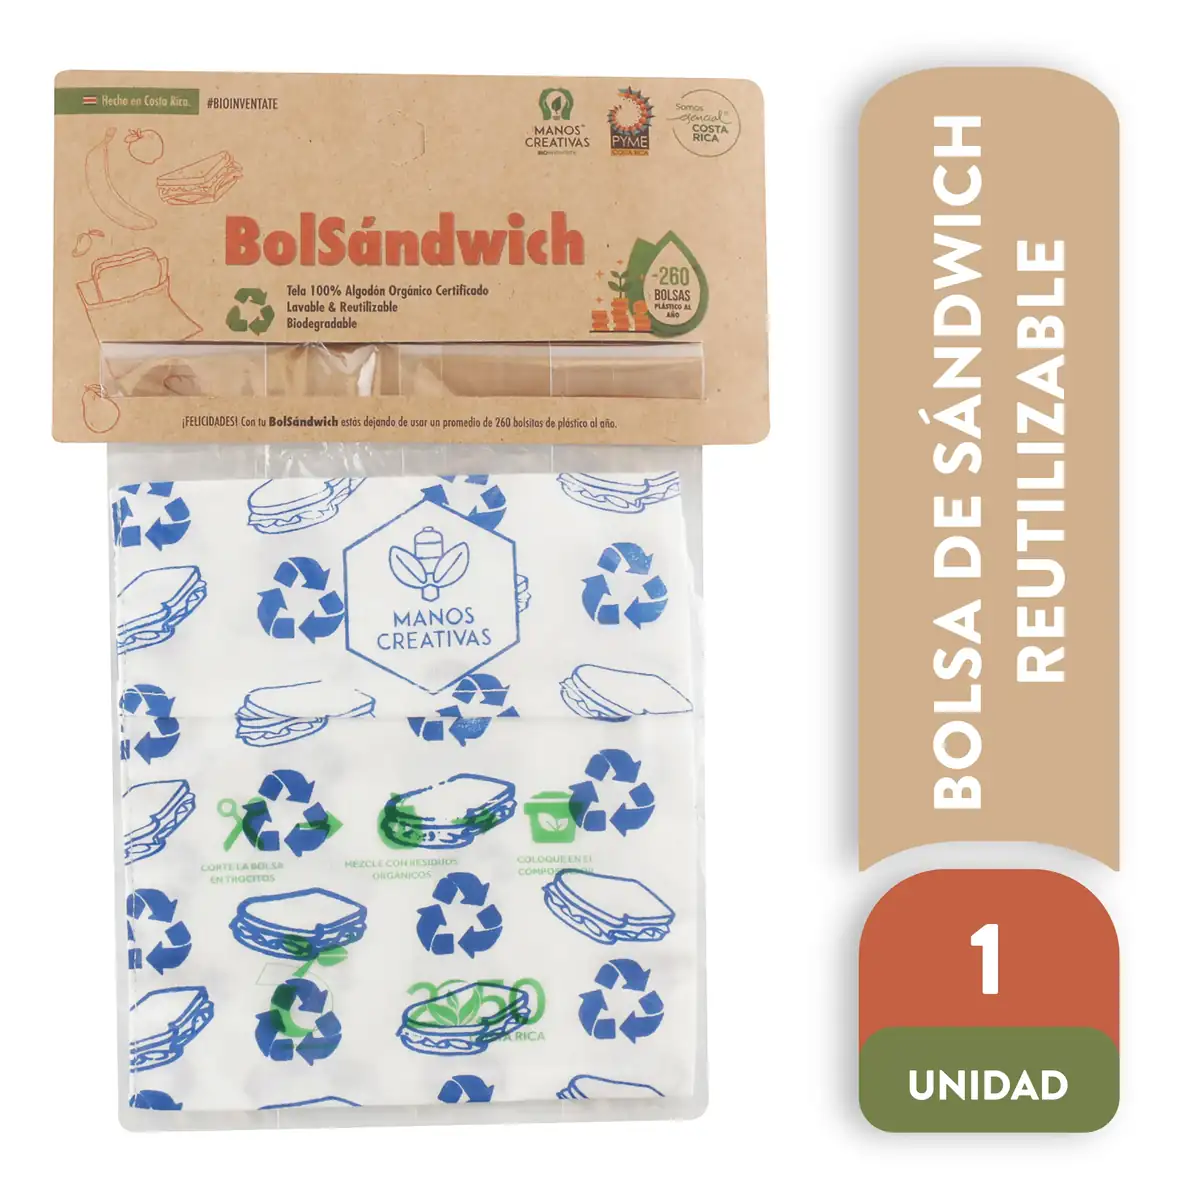 Hecho en Costa Rica.
#BIOINVENTATE
MANOS™
CREATIVAS
PYME
COSTA RICA
Somos
esencial
COSTA
RICA
BolSándwich
Tela 100% Algodón Orgánico Certificado
Lavable & Reutilizable
Biodegradable
-260
BOLSAS
PLÁSTICO AL
AÑO
¡FELICIDADES! Con tu BolSándwich estás dejando de usar un promedio de 260 bolsitas de plástico al año.
MANOS
CREATIVAS
CORTE LA BOLSA
EN TROCITOS
MEZCLE CON RESIDUOS
ORGÁNICOS
COLOQUE EN EL
2050
BOLSA DE SÁNDWICH
REUTILIZABLE
1
UNIDAD